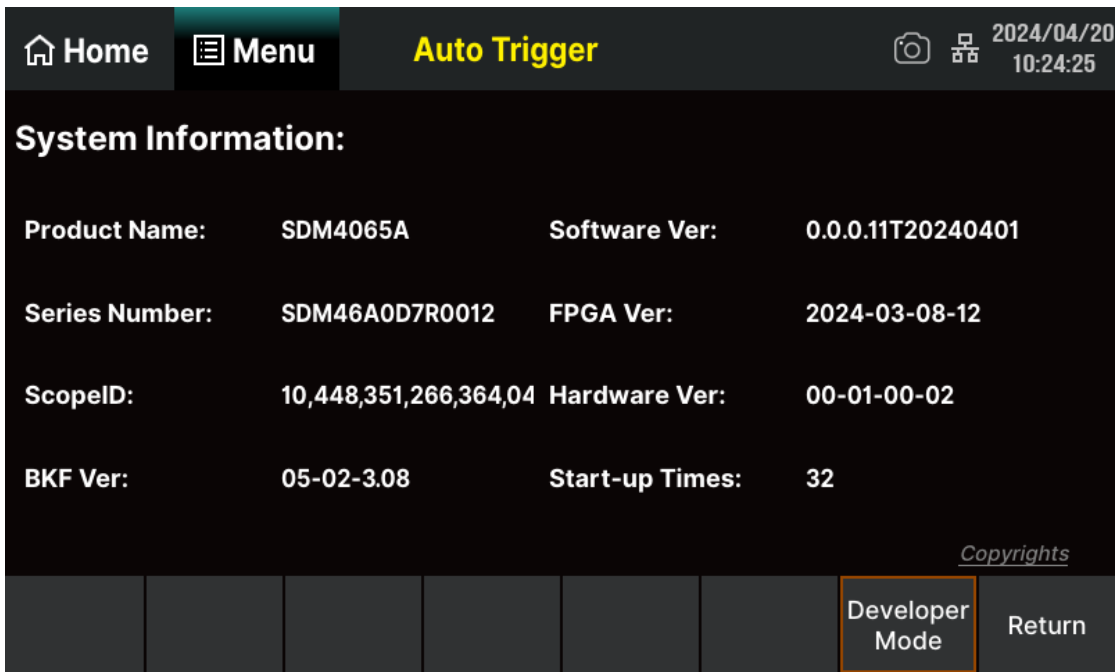 Home Menu Auto Trigger 2024/04/20
10:24:25
System Information:
Product Name: SDM4065A Software Ver: 0.0.0.11T20240401
Series Number: SDM46A0D7R0012 FPGA Ver: 2024-03-08-12
ScopeID: 10,448,351,266,364,04 Hardware Ver: 00-01-00-02
BKF Ver: 05-02-3.08 Start-up Times: 32
Copyrights
Developer
Mode
Return